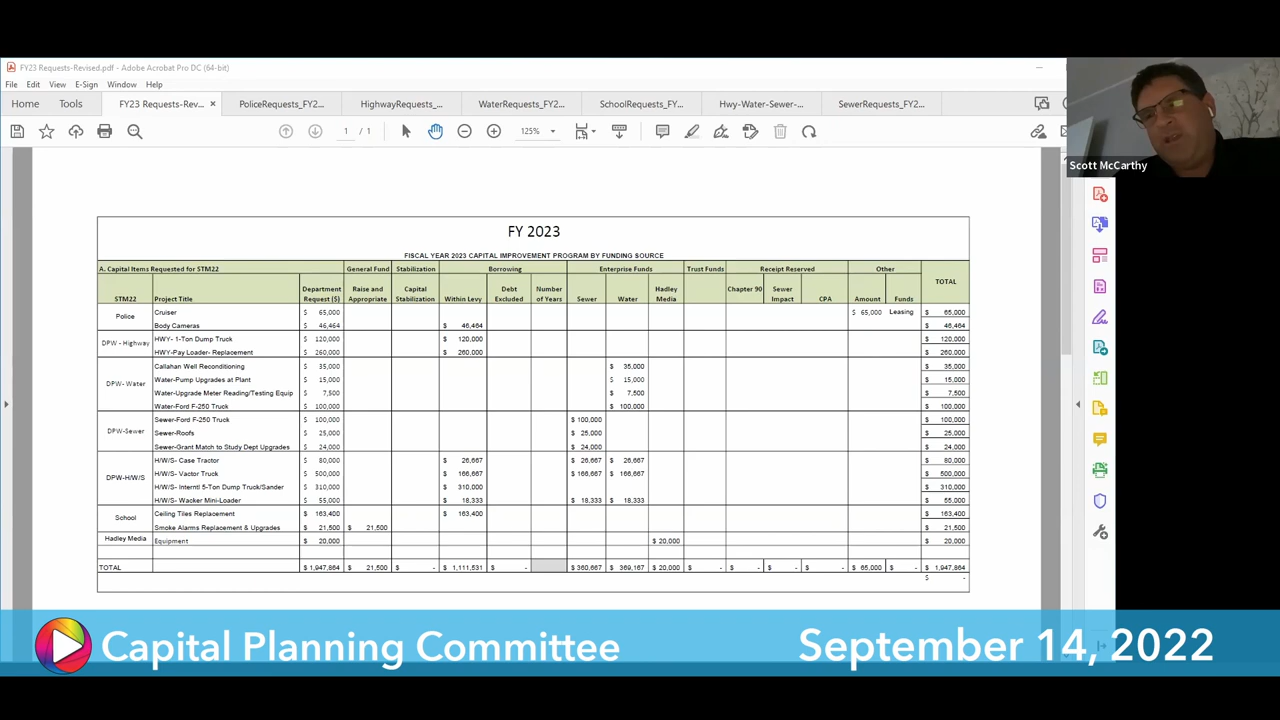 FY23 Requests-Revised.pdf - Adobe Acrobat Pro DC (64-bit)
File Edit View E-Sign Window Help
Home Tools FY23 Requests-Rev... × PoliceRequests_FY2... HighwayRequests_... WaterRequests_FY2... SchoolRequests_FY... Hwy-Water-Sewer-... SewerRequests_F2...
1 / 1 125%
Scott McCarthy
FY 2023
FISCAL YEAR 2023 CAPITAL IMPROVEMENT PROGRAM BY FUNDING SOURCE
A. Capital Items Requested for STM22 General Fund Stabilization Borrowing Enterprise Funds Trust Funds Receipt Reserved Other TOTAL
STM22 Project Title Department Request ($) Raise and Appropriate Capital Stabilization Within Levy Debt Excluded Number of Years Sewer Water Hadley Media Chapter 90 Sewer Impact CPA Amount Funds
Police Cruiser $ 65,000 $ 65,000 Leasing $ 65,000
Body Cameras $ 46,464 $ 46,464 $ 46,464
DPW - Highway HWY- 1-Ton Dump Truck $ 120,000 $ 120,000 $ 120,000
HWY-Pay Loader- Replacement $ 260,000 $ 260,000 $ 260,000
DPW- Water Callahan Well Reconditioning $ 35,000 $ 35,000 $ 35,000
Water-Pump Upgrades at Plant $ 15,000 $ 15,000 $ 15,000
Water-Upgrade Meter Reading/Testing Equip $ 7,500 $ 7,500 $ 7,500
Water-Ford F-250 Truck $ 100,000 $ 100,000 $ 100,000
DPW-Sewer Sewer-Ford F-250 Truck $ 100,000 $ 100,000 $ 100,000
Sewer-Roofs $ 25,000 $ 25,000 $ 25,000
Sewer-Grant Match to Study Dept Upgrades $ 24,000 $ 24,000 $ 24,000
DPW-H/W/S H/W/S- Case Tractor $ 80,000 $ 26,667 $ 26,667 $ 26,667 $ 80,000
H/W/S- Vactor Truck $ 500,000 $ 166,667 $ 166,667 $ 166,667 $ 500,000
H/W/S- Interntl 5-Ton Dump Truck/Sander $ 310,000 $ 310,000 $ 310,000
H/W/S- Wacker Mini-Loader $ 55,000 $ 18,333 $ 18,333 $ 18,333 $ 55,000
School Ceiling Tiles Replacement $ 163,400 $ 163,400 $ 163,400
Smoke Alarms Replacement & Upgrades $ 21,500 $ 21,500 $ 21,500
Hadley Media Equipment $ 20,000 $ 20,000 $ 20,000
TOTAL $ 1,947,864 $ 21,500 $ - $ 1,111,531 $ - $ 360,667 $ 369,167 $ 20,000 $ - $ - $ - $ - $ 65,000 $ - $ 1,947,864
$ -
Capital Planning Committee September 14, 2022